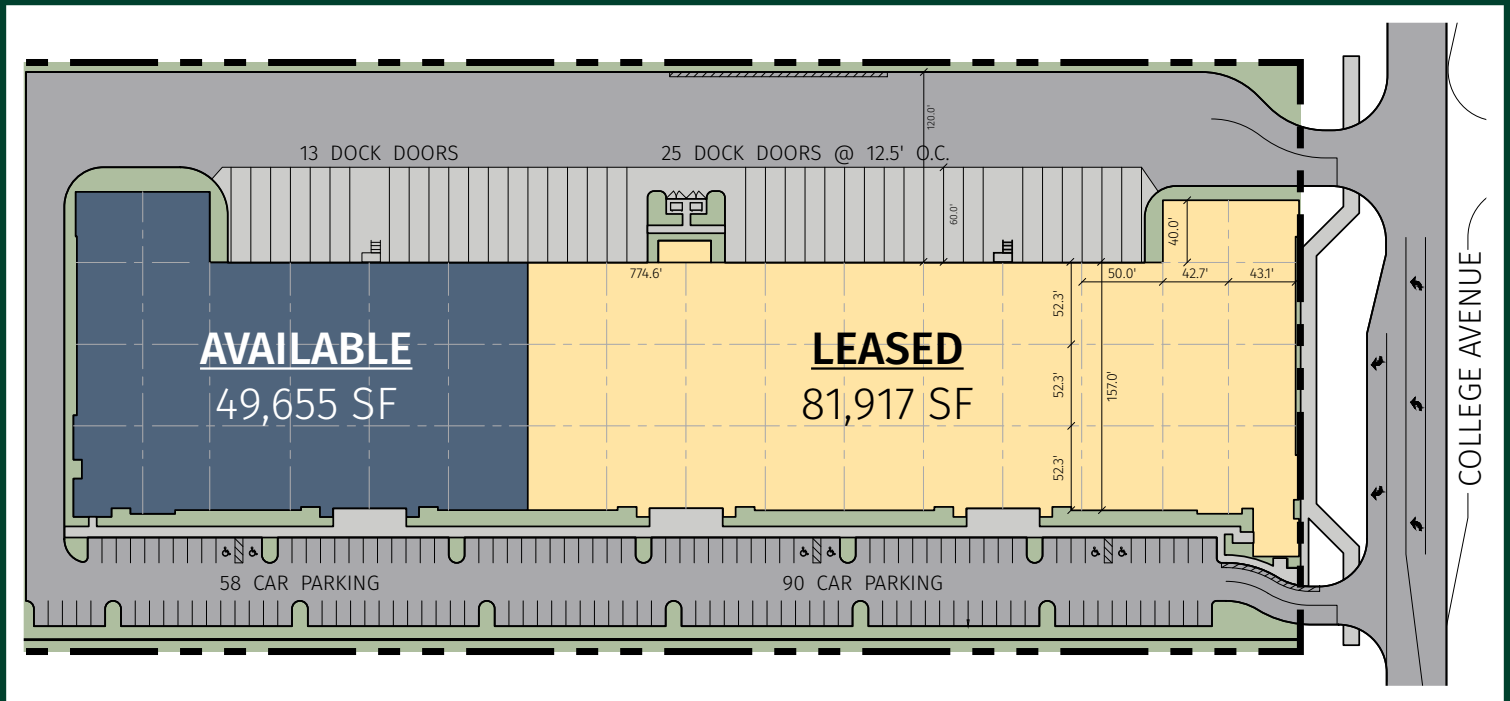 120.0'
13 DOCK DOORS
25 DOCK DOORS @ 12.5' O.C.
60.0'
40.0'
774.6'
50.0'
42.7'
43.1'
52.3'
AVAILABLE
49,655 SF
LEASED
81,917 SF
52.3'
157.0'
52.3'
COLLEGE AVENUE
58 CAR PARKING
90 CAR PARKING